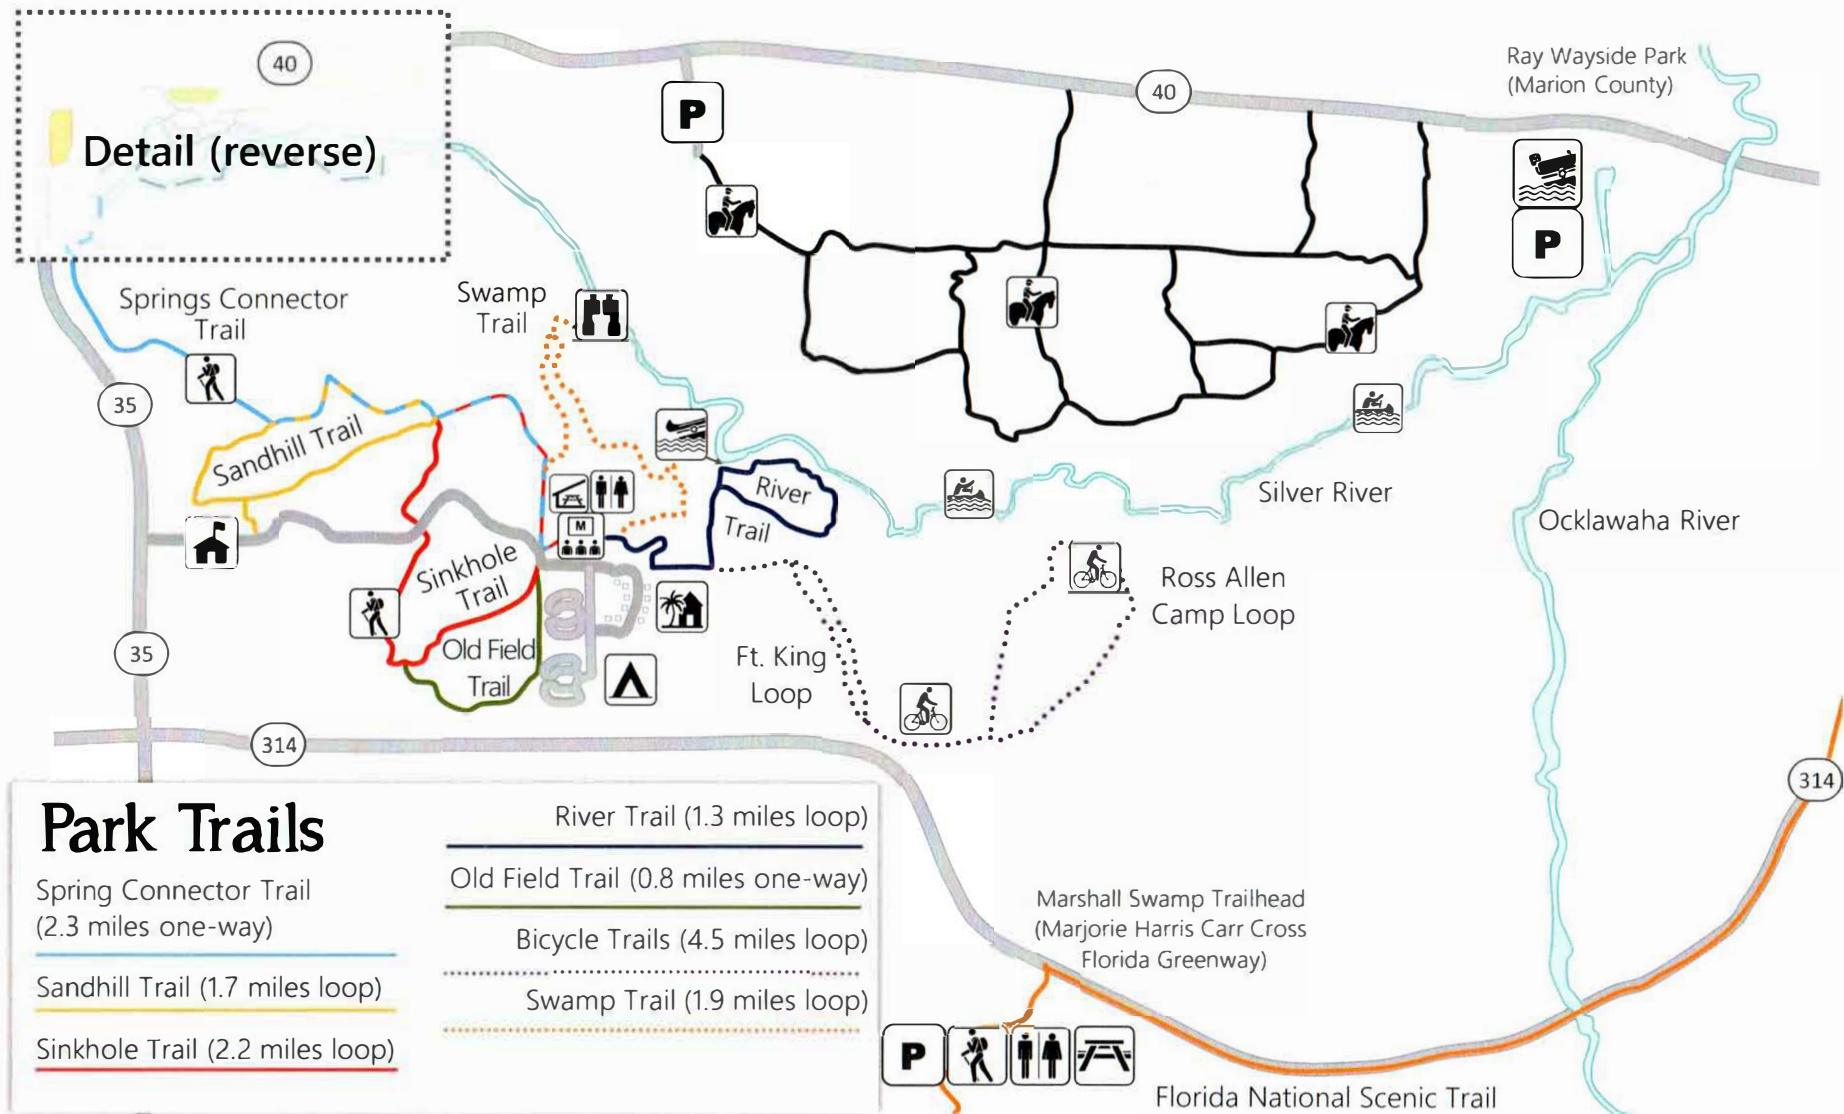 40
Detail (reverse)
40
P
Ray Wayside Park
(Marion County)
P
Springs Connector
Trail
Swamp
Trail
35
Sandhill Trail
River
Trail
M
Silver River
Ocklawaha River
Sinkhole
Trail
Ross Allen
Camp Loop
Old Field
Trail
Ft. King
Loop
35
314
314
Park Trails
Spring Connector Trail
(2.3 miles one-way)
Sandhill Trail (1.7 miles loop)
Sinkhole Trail (2.2 miles loop)
River Trail (1.3 miles loop)
Old Field Trail (0.8 miles one-way)
Bicycle Trails (4.5 miles loop)
Swamp Trail (1.9 miles loop)
Marshall Swamp Trailhead
(Marjorie Harris Carr Cross
Florida Greenway)
P
Florida National Scenic Trail